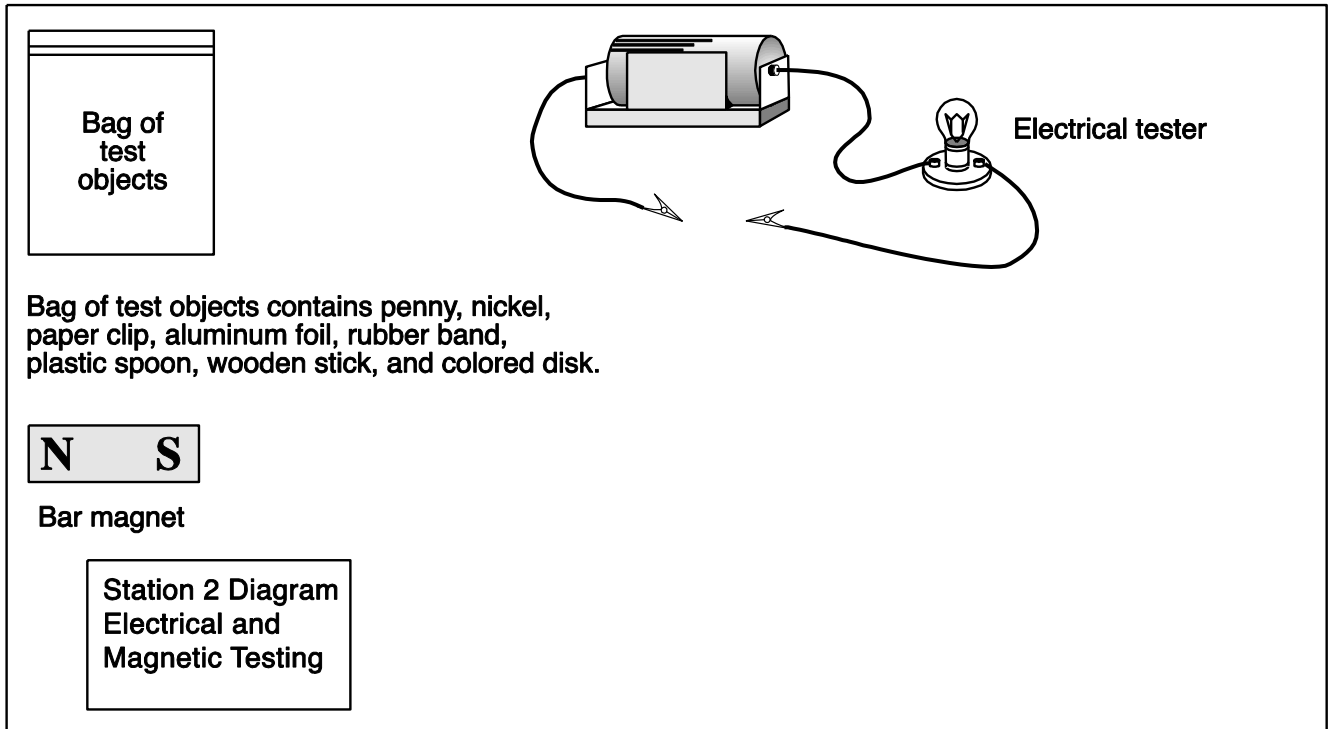 Bag of
test
objects
Electrical tester
Bag of test objects contains penny, nickel,
paper clip, aluminum foil, rubber band,
plastic spoon, wooden stick, and colored disk.
N S
Bar magnet
Station 2 Diagram
Electrical and
Magnetic Testing